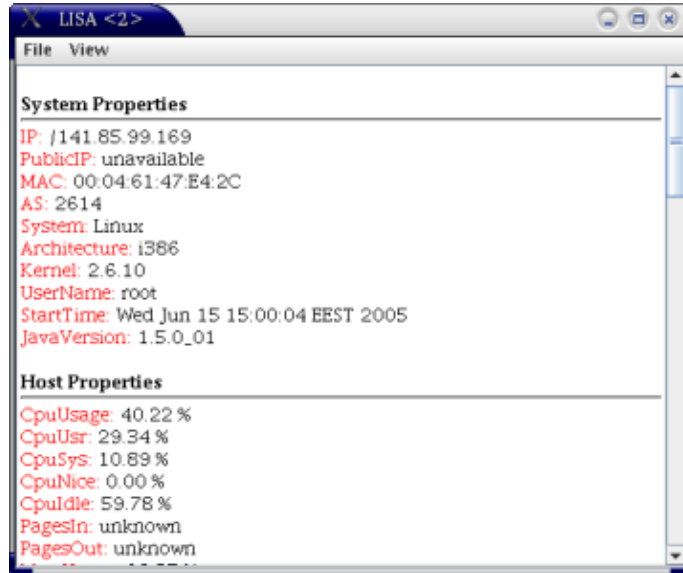 LISA <2>
File View
System Properties
IP: /141.85.99.169
PublicIP: unavailable
MAC: 00:04:61:47:E4:2C
AS: 2614
System: Linux
Architecture: i386
Kernel: 2.6.10
UserName: root
StartTime: Wed Jun 15 15:00:04 EEST 2005
JavaVersion: 1.5.0_01
Host Properties
CpuUsage: 40.22 %
CpuUsr: 29.34 %
CpuSys: 10.89 %
CpuNice: 0.00 %
CpuIdle: 59.78 %
PagesIn: unknown
PagesOut: unknown